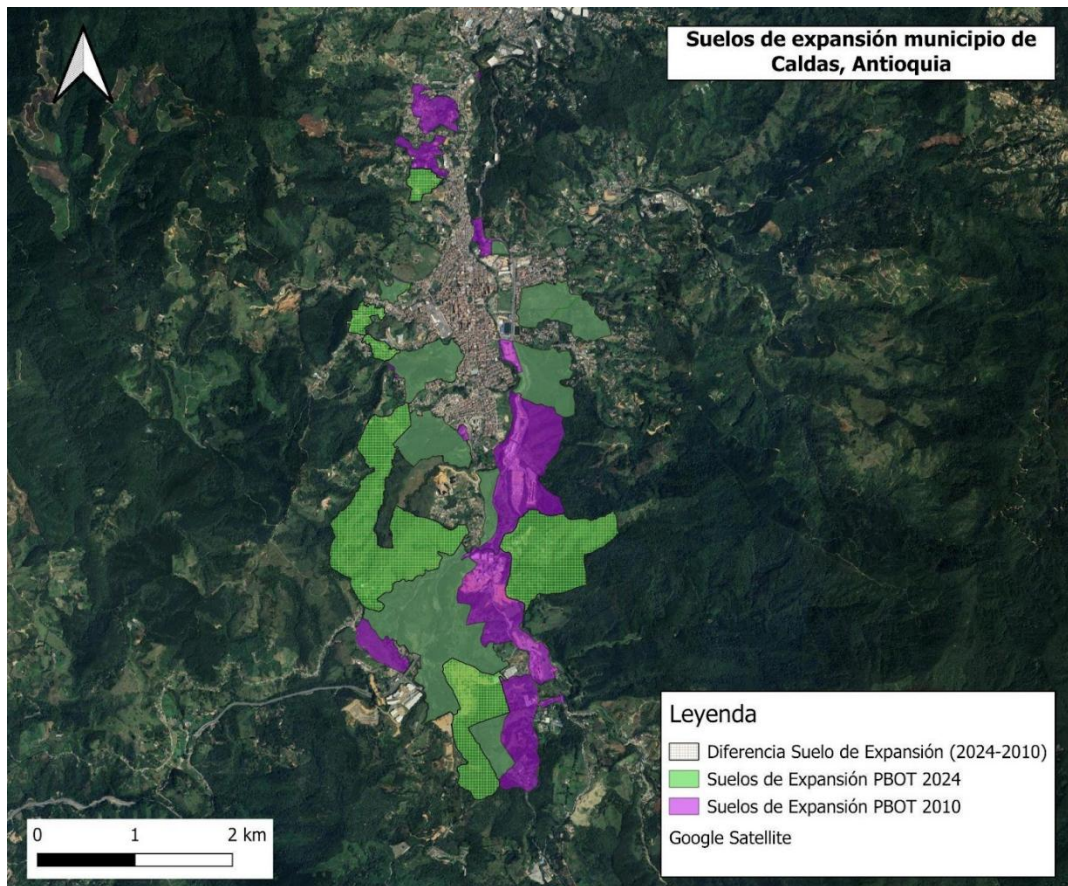 Suelos de expansión municipio de
Caldas, Antioquia
Leyenda
Diferencia Suelo de Expansión (2024-2010)
Suelos de Expansión PBOT 2024
Suelos de Expansión PBOT 2010
Google Satellite
0 1 2 km